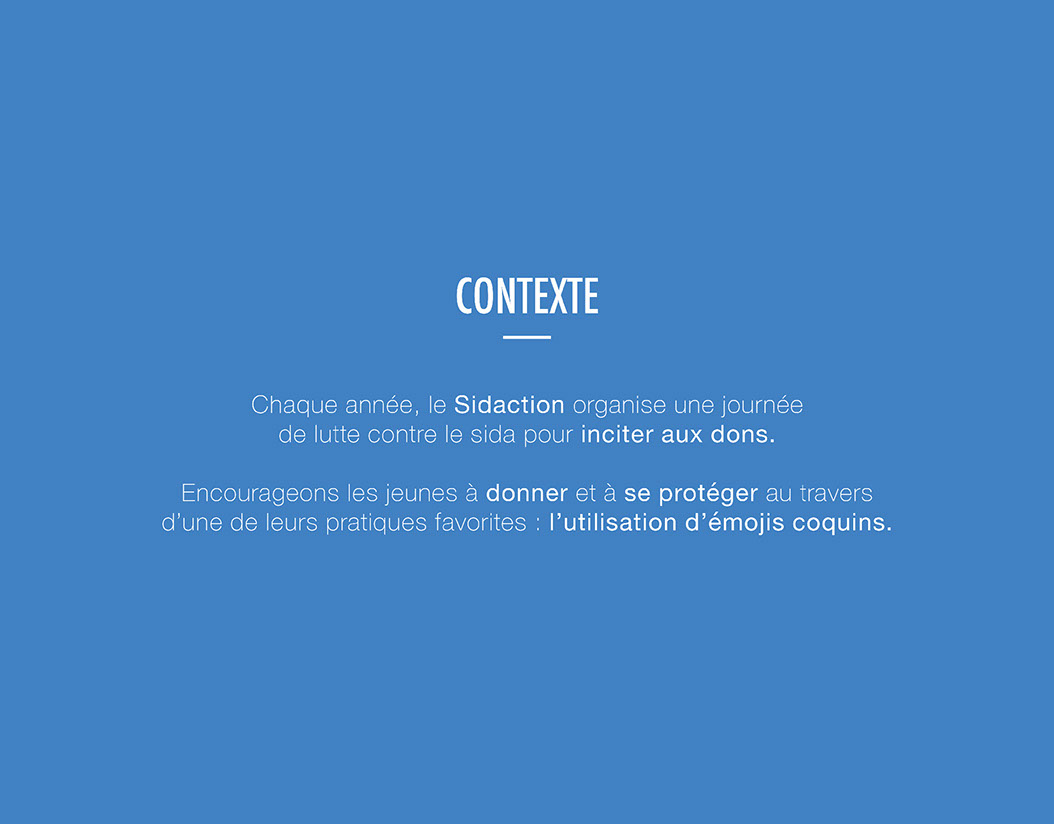 CONTEXTE
Chaque année, le Sidaction organise une journée
de lutte contre le sida pour inciter aux dons.
Encourageons les jeunes à donner et à se protéger au travers
d’une de leurs pratiques favorites : l’utilisation d’émojis coquins.